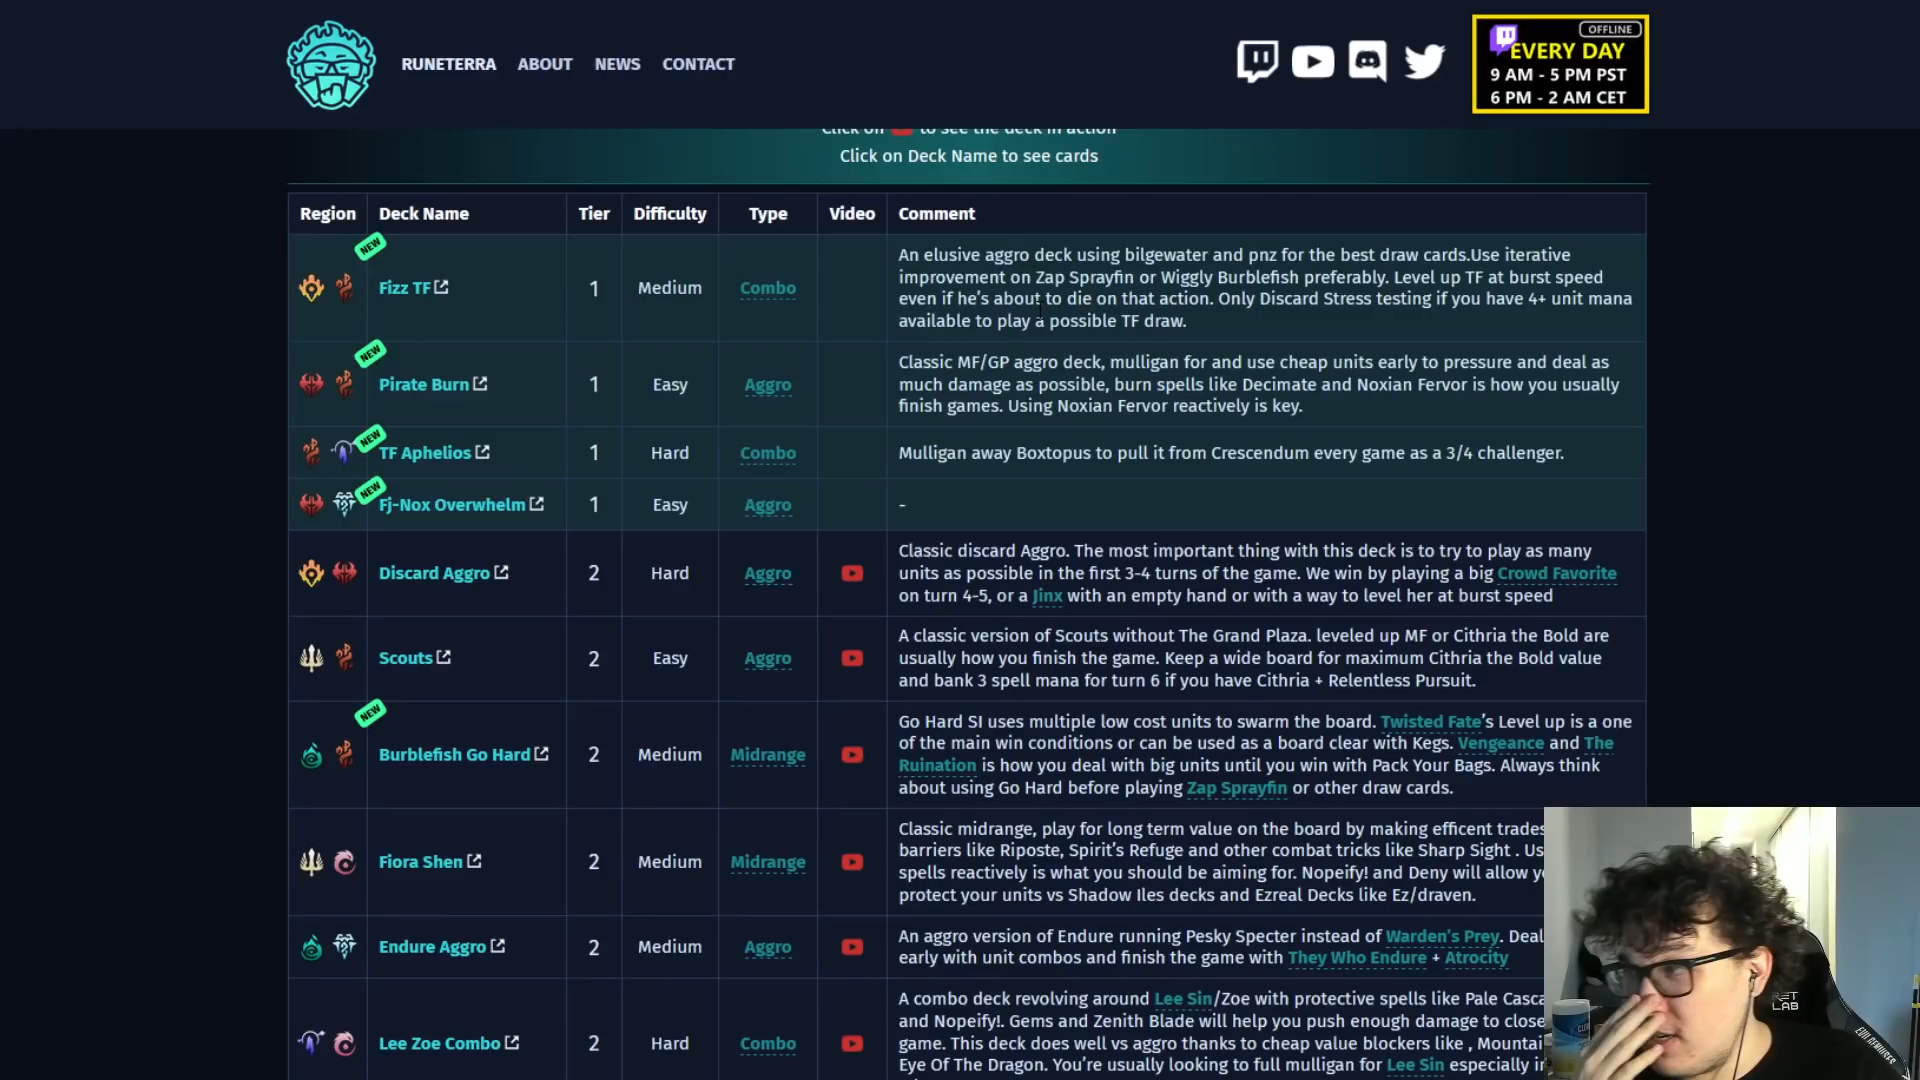 RUNETERRA ABOUT NEWS CONTACT
OFFLINE
EVERY DAY
9 AM - 5 PM PST
6 PM - 2 AM CET
Click on to see the deck in action
Click on Deck Name to see cards
Region Deck Name Tier Difficulty Type Video Comment
NEW
Fizz TF 1 Medium Combo
An elusive aggro deck using bilgewater and pnz for the best draw cards.Use iterative
improvement on Zap Sprayfin or Wiggly Burblefish preferably. Level up TF at burst speed
even if he's about to die on that action. Only Discard Stress testing if you have 4+ unit mana
available to play a possible TF draw.
NEW
Pirate Burn 1 Easy Aggro
Classic MF/GP aggro deck, mulligan for and use cheap units early to pressure and deal as
much damage as possible, burn spells like Decimate and Noxian Fervor is how you usually
finish games. Using Noxian Fervor reactively is key.
NEW
TF Aphelios 1 Hard Combo Mulligan away Boxtopus to pull it from Crescendum every game as a 3/4 challenger.
NEW
Fj-Nox Overwhelm 1 Easy Aggro -
Discard Aggro 2 Hard Aggro
Classic discard Aggro. The most important thing with this deck is to try to play as many
units as possible in the first 3-4 turns of the game. We win by playing a big Crowd Favorite
on turn 4-5, or a Jinx with an empty hand or with a way to level her at burst speed
Scouts 2 Easy Aggro
A classic version of Scouts without The Grand Plaza. leveled up MF or Cithria the Bold are
usually how you finish the game. Keep a wide board for maximum Cithria the Bold value
and bank 3 spell mana for turn 6 if you have Cithria + Relentless Pursuit.
NEW
Burblefish Go Hard 2 Medium Midrange
Go Hard SI uses multiple low cost units to swarm the board. Twisted Fate's Level up is a one
of the main win conditions or can be used as a board clear with Kegs. Vengeance and The
Ruination is how you deal with big units until you win with Pack Your Bags. Always think
about using Go Hard before playing Zap Sprayfin or other draw cards.
Fiora Shen 2 Medium Midrange
Classic midrange, play for long term value on the board by making efficent trades
barriers like Riposte, Spirit's Refuge and other combat tricks like Sharp Sight . Us
spells reactively is what you should be aiming for. Nopeify! and Deny will allow y
protect your units vs Shadow Iles decks and Ezreal Decks like Ez/draven.
Endure Aggro 2 Medium Aggro
An aggro version of Endure running Pesky Specter instead of Warden's Prey. Deal
early with unit combos and finish the game with They Who Endure + Atrocity
Lee Zoe Combo 2 Hard Combo
A combo deck revolving around Lee Sin/Zoe with protective spells like Pale Casca
and Nopeify!. Gems and Zenith Blade will help you push enough damage to close
game. This deck does well vs aggro thanks to cheap value blockers like , Mountai
Eye Of The Dragon. You're usually looking to full mulligan for Lee Sin especially i
RET
LAB